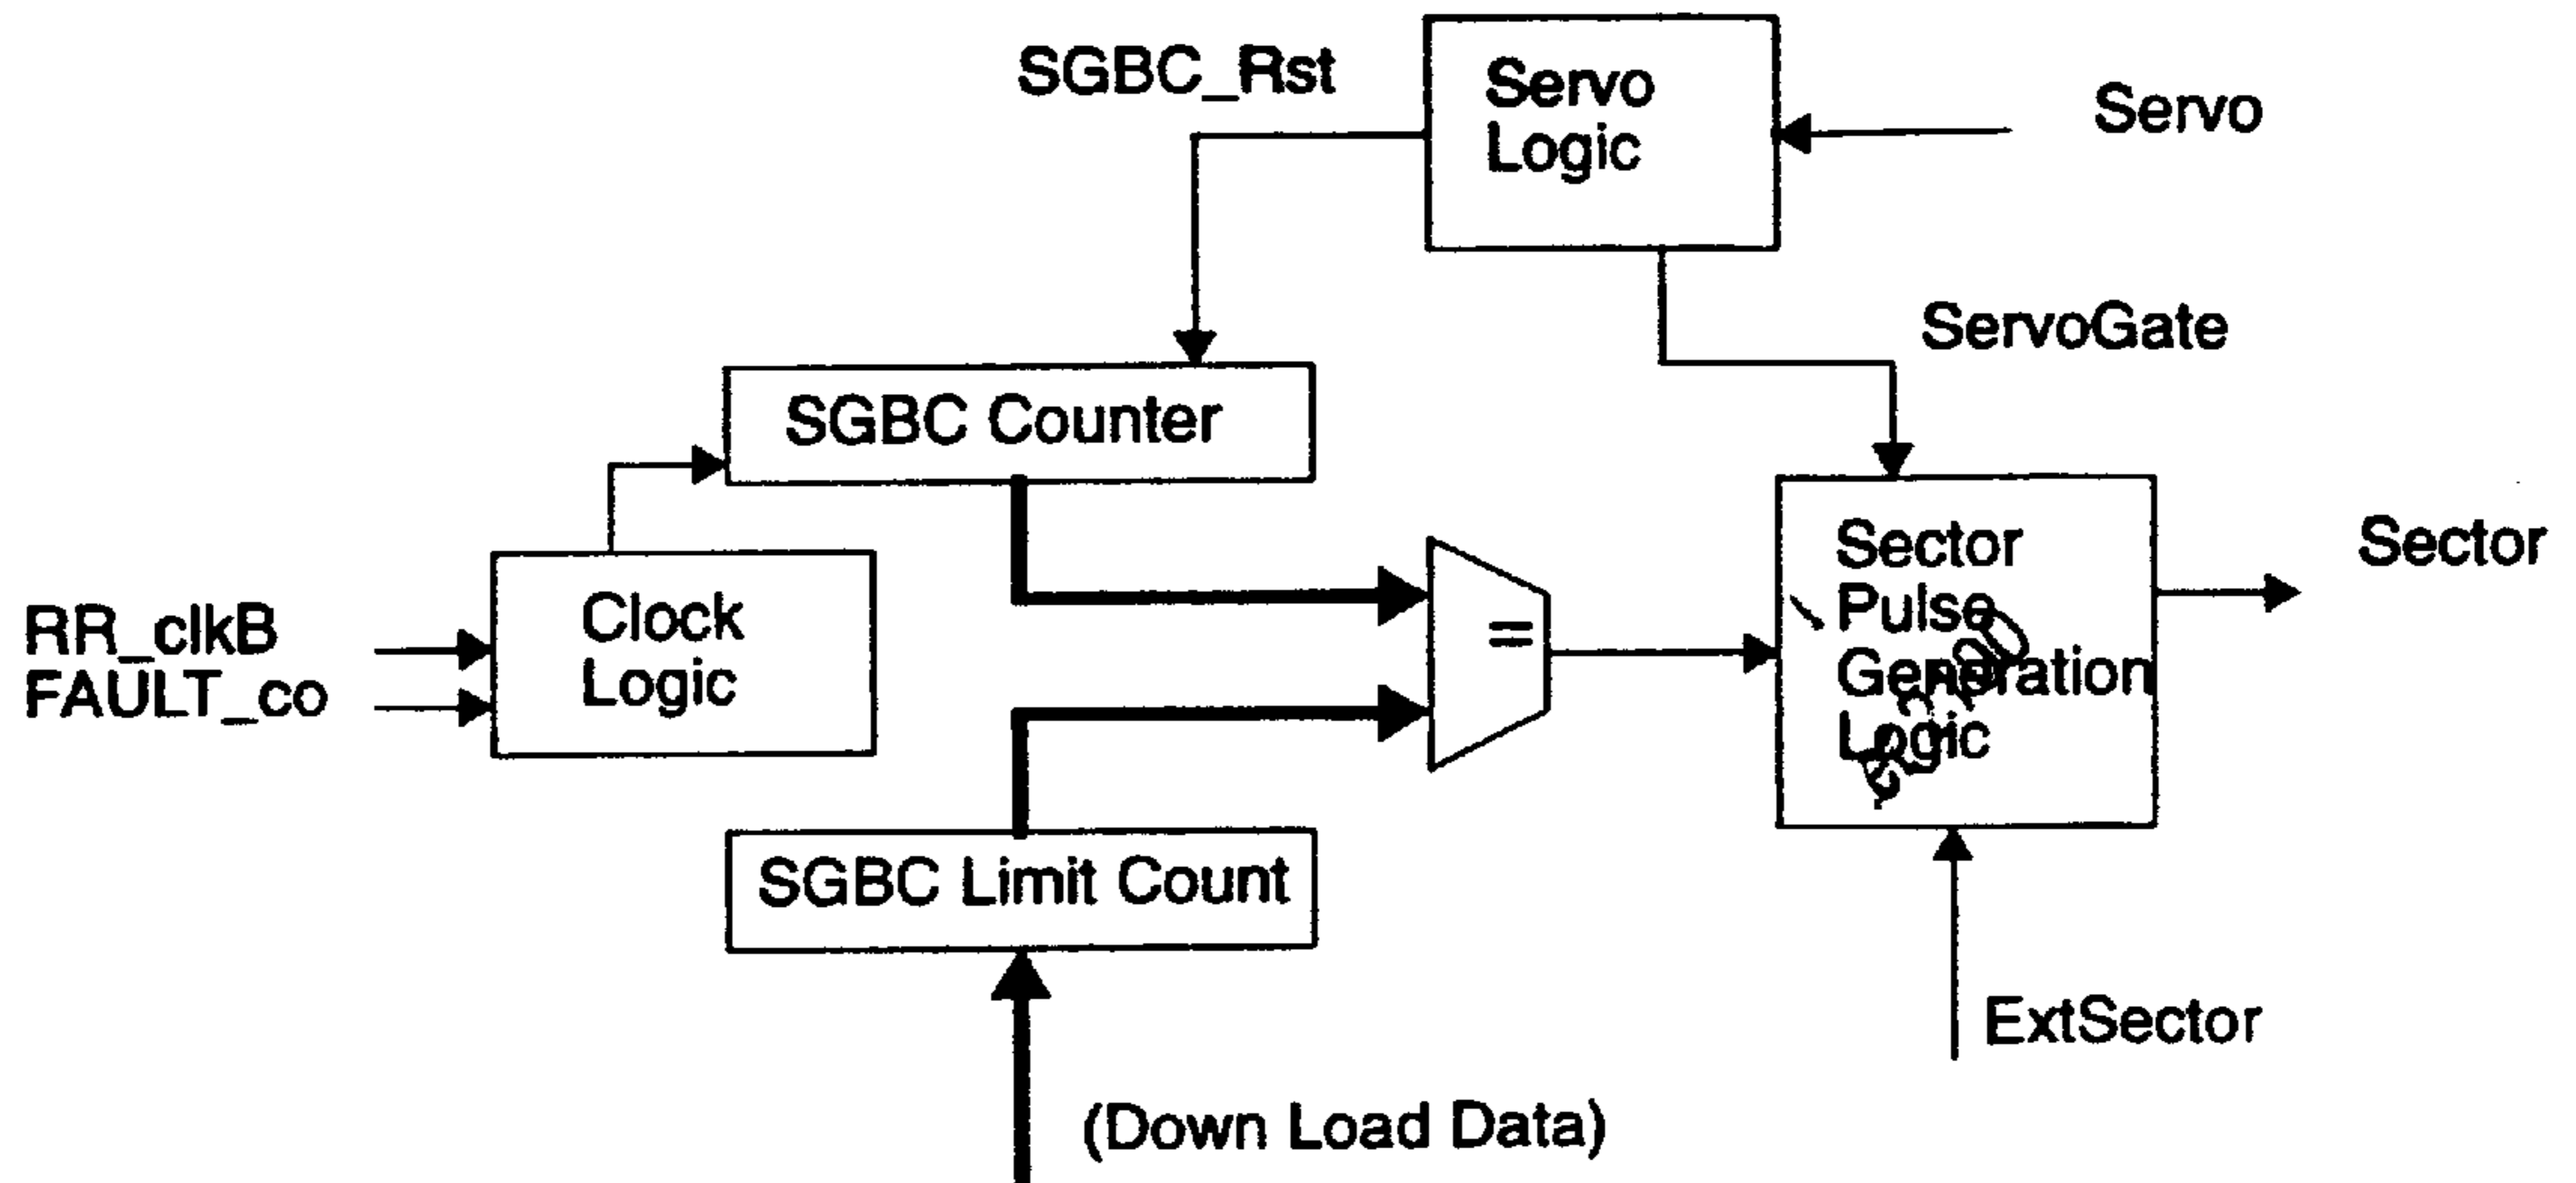 SGBC_Rst
Servo
Logic
Servo
ServoGate
SGBC Counter
Clock
Logic
RR_clkB
FAULT_co
=
Sector
Pulse
Generation
Logic
Sector
SGBC Limit Count
ExtSector
(Down Load Data)